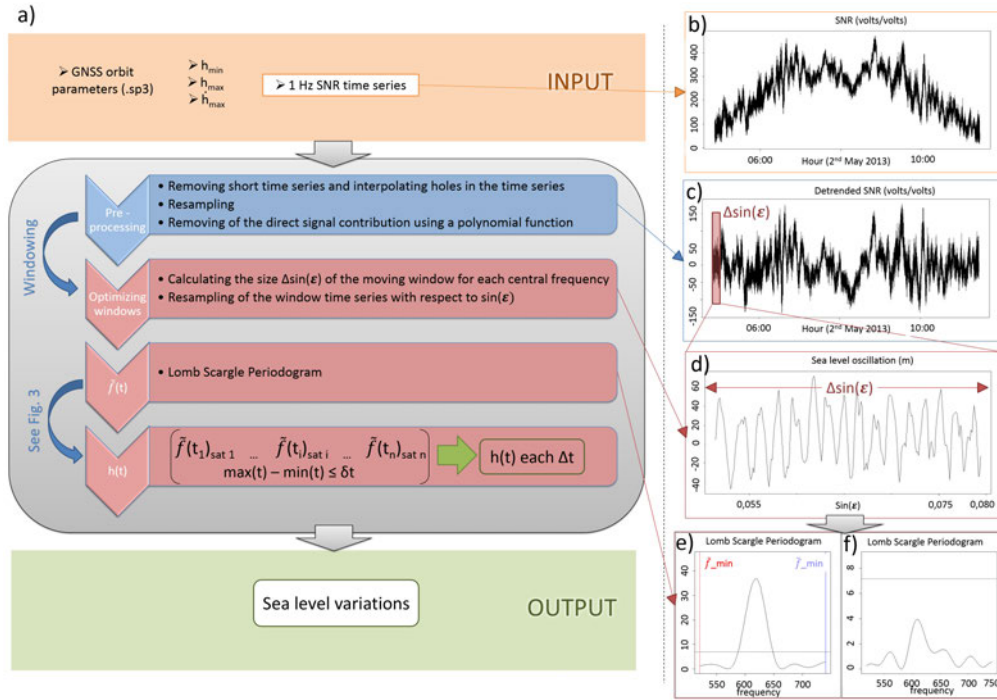 a)
INPUT
➢ GNSS orbit
parameters (.sp3)
➢ h_min
➢ h_max
➢ ḣ_max
➢ 1 Hz SNR time series
Windowing
See Fig. 3
Pre -
processing
• Removing short time series and interpolating holes in the time series
• Resampling
• Removing of the direct signal contribution using a polynomial function
Optimizing
windows
• Calculating the size Δsin(ε) of the moving window for each central frequency
• Resampling of the window time series with respect to sin(ε)
f̃(t)
• Lomb Scargle Periodogram
h(t)
f̃(t₁)sat 1 … f̃(tᵢ)sat i … f̃(tₙ)sat n
max(t) – min(t) ≤ δt
h(t) each Δt
Sea level variations
OUTPUT
b)
SNR (volts/volts)
0 100 200 300 400
06:00 10:00
Hour (2nd May 2013)
c)
Detrended SNR (volts/volts)
Δsin(ε)
-150 -50 0 50 150
06:00 10:00
Hour (2nd May 2013)
d)
Sea level oscillation (m)
Δsin(ε)
-40 -20 0 20 40 60
0,055 0,075 0,080
Sin(ε)
e)
Lomb Scargle Periodogram
f̃_min f̃_min
0 10 20 30 40
550 600 650 700
frequency
f)
Lomb Scargle Periodogram
0 2 4 6 8
550 600 650 700 750
frequency